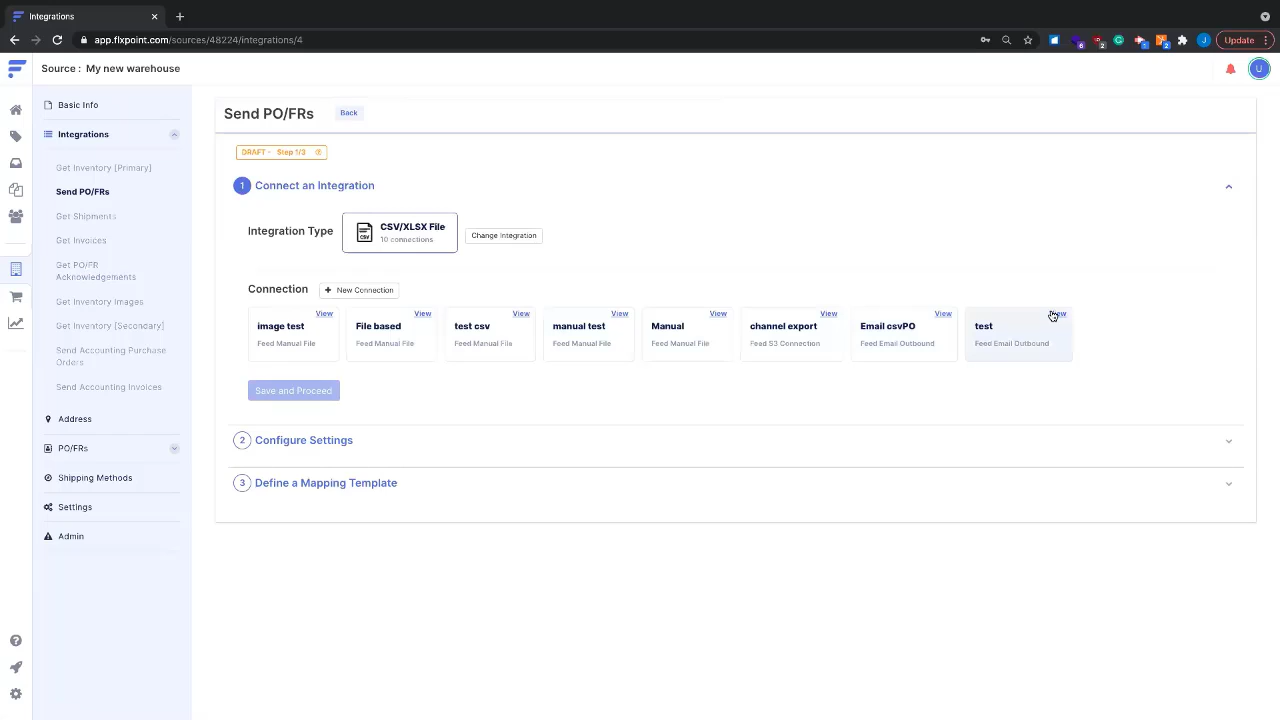 Integrations
app.flxpoint.com/sources/48224/integrations/4
Update
Source : My new warehouse
U
Basic Info
Integrations
Get Inventory [Primary]
Send PO/FRs
Get Shipments
Get Invoices
Get PO/FR
Acknowledgements
Get Inventory Images
Get Inventory [Secondary]
Send Accounting Purchase
Orders
Send Accounting Invoices
Address
PO/FRs
Shipping Methods
Settings
Admin
Send PO/FRs
Back
DRAFT - Step 1/3
1 Connect an Integration
Integration Type
CSV
CSV/XLSX File
10 connections
Change Integration
Connection
+ New Connection
View
image test
Feed Manual File
View
File based
Feed Manual File
View
test csv
Feed Manual File
View
manual test
Feed Manual File
View
Manual
Feed Manual File
View
channel export
Feed S3 Connection
View
Email csvPO
Feed Email Outbound
test
Feed Email Outbound
Save and Proceed
2 Configure Settings
3 Define a Mapping Template